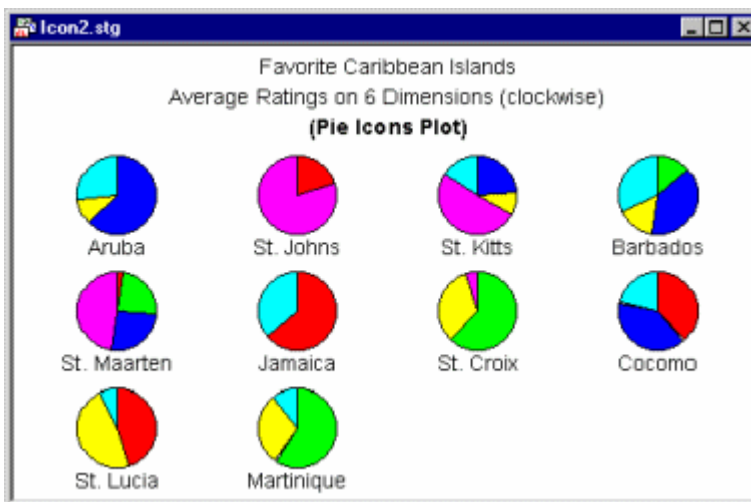 Icon2.stg
Favorite Caribbean Islands
Average Ratings on 6 Dimensions (clockwise)
(Pie Icons Plot)
Aruba
St. Johns
St. Kitts
Barbados
St. Maarten
Jamaica
St. Croix
Cocomo
St. Lucia
Martinique